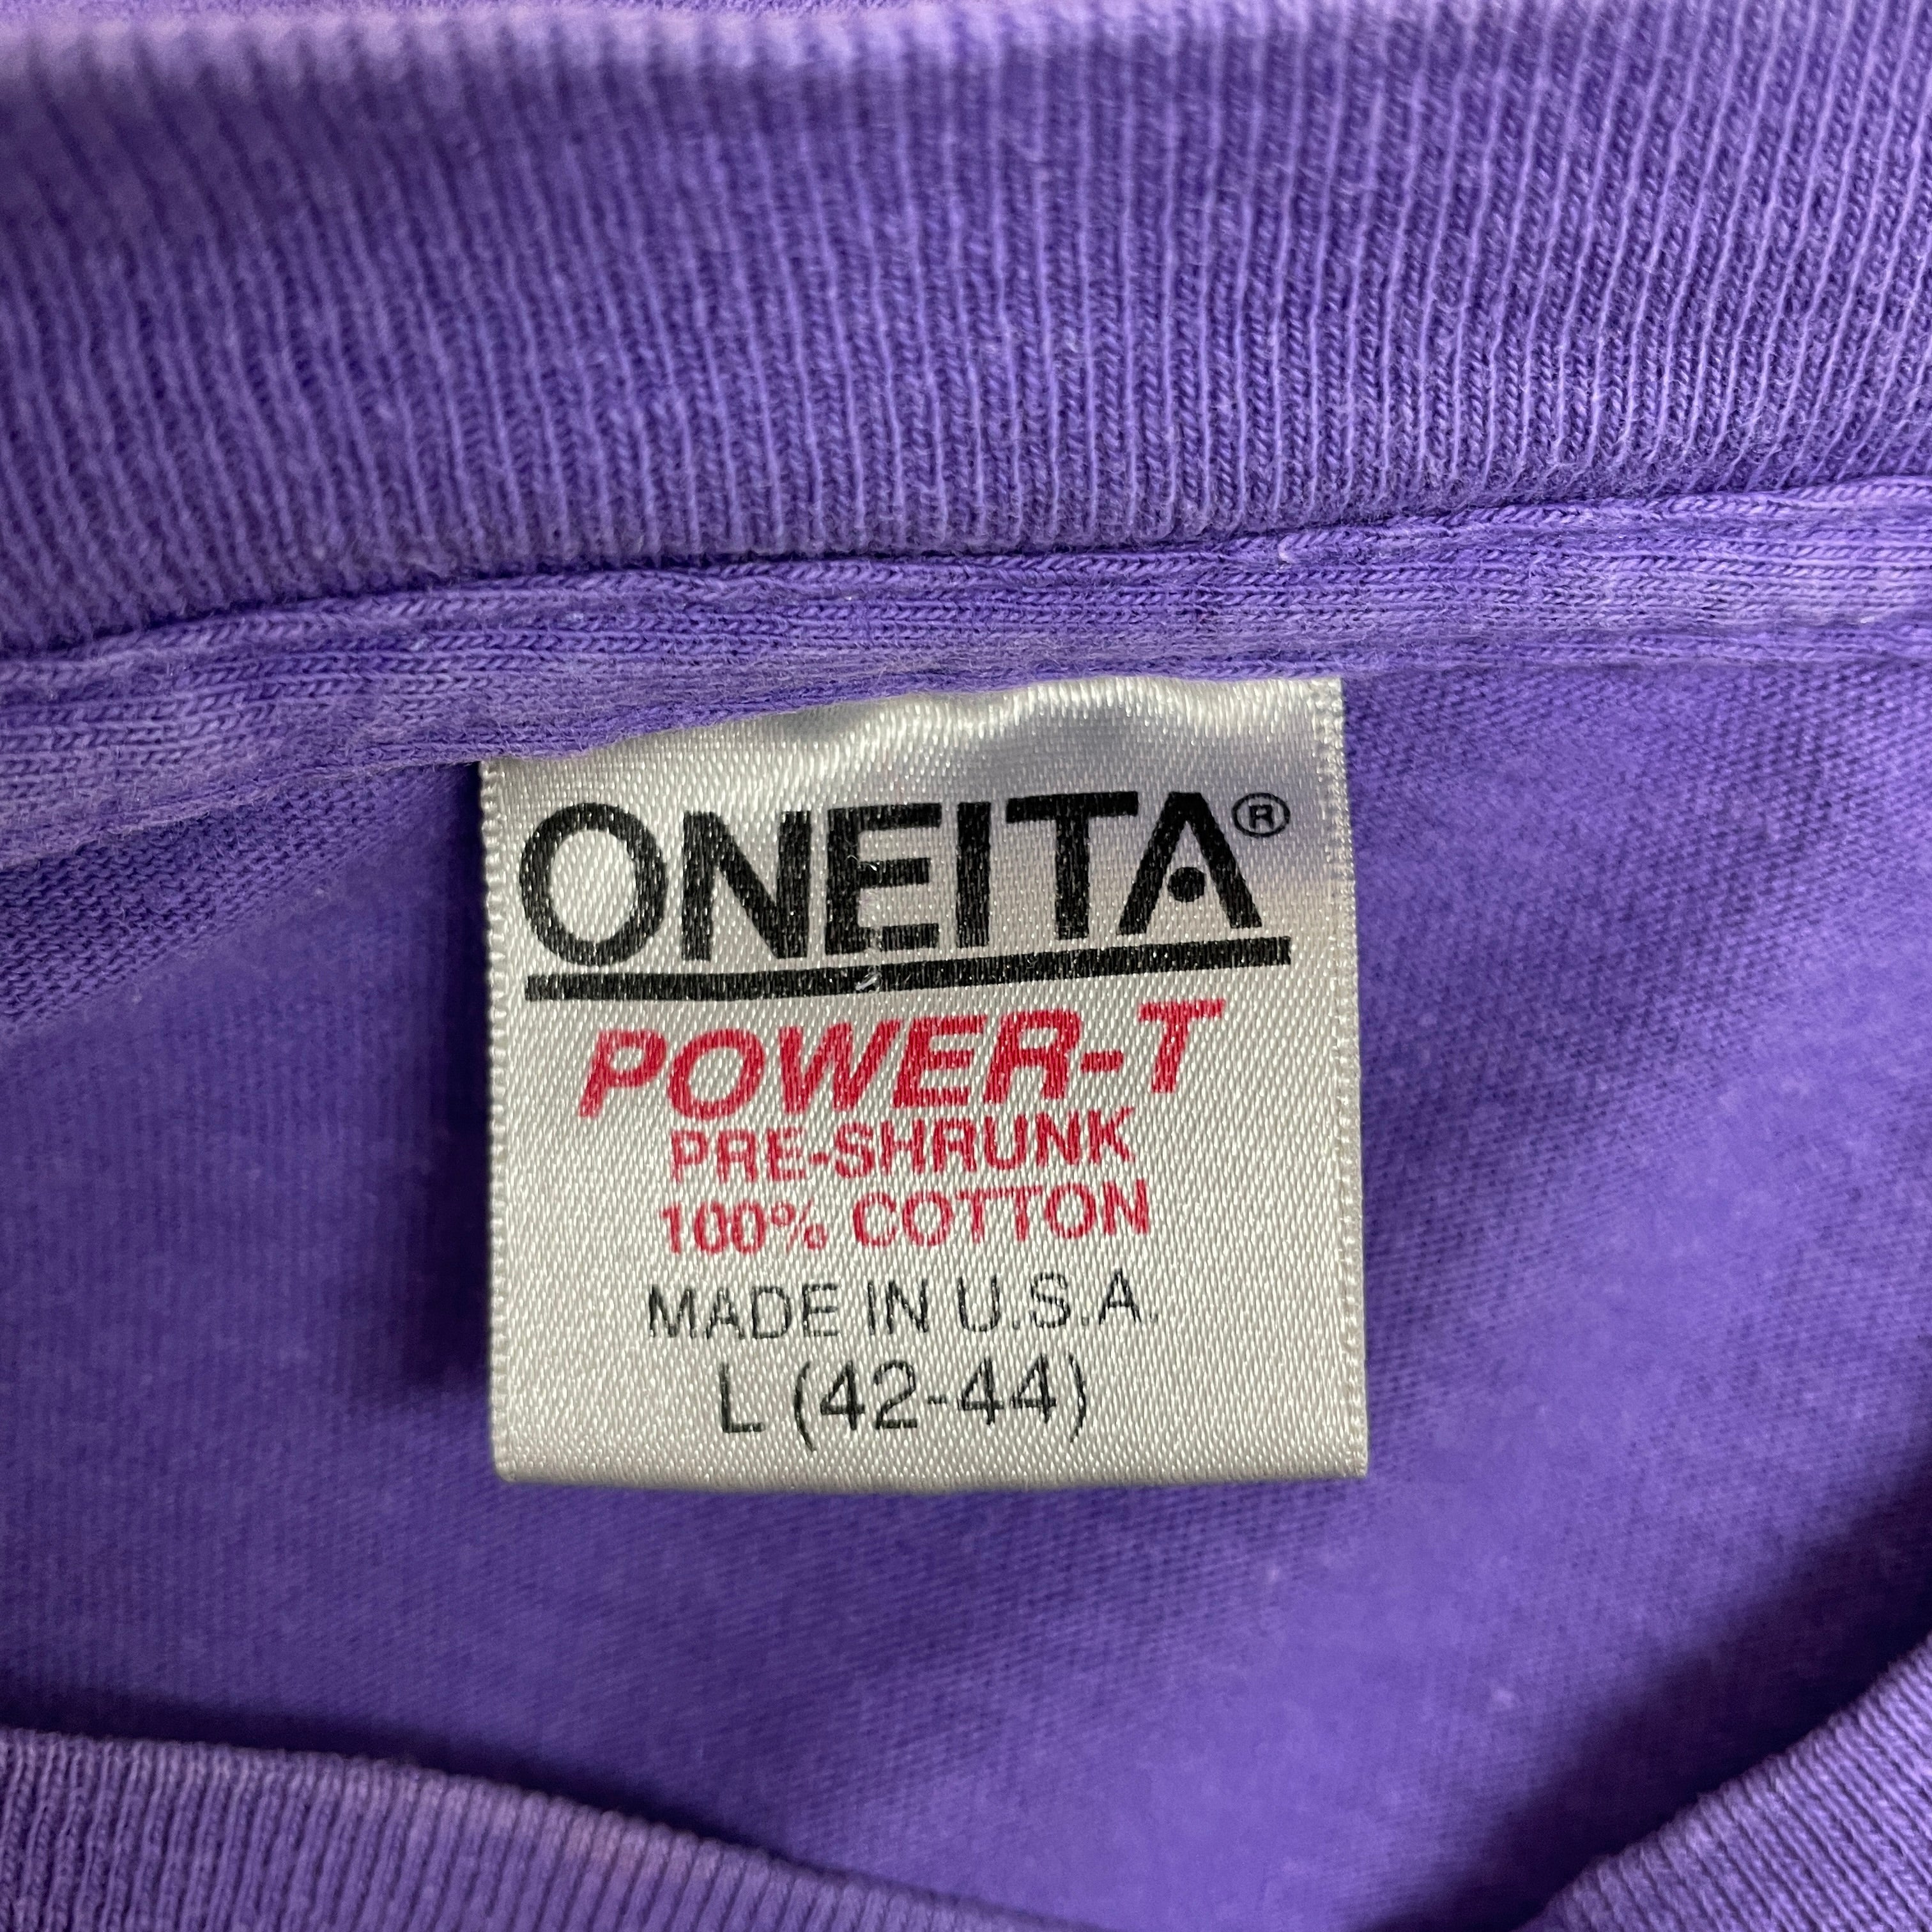 ONEITA®
POWER-T
PRE-SHRUNK
100% COTTON
MADE IN U.S.A.
L (42-44)